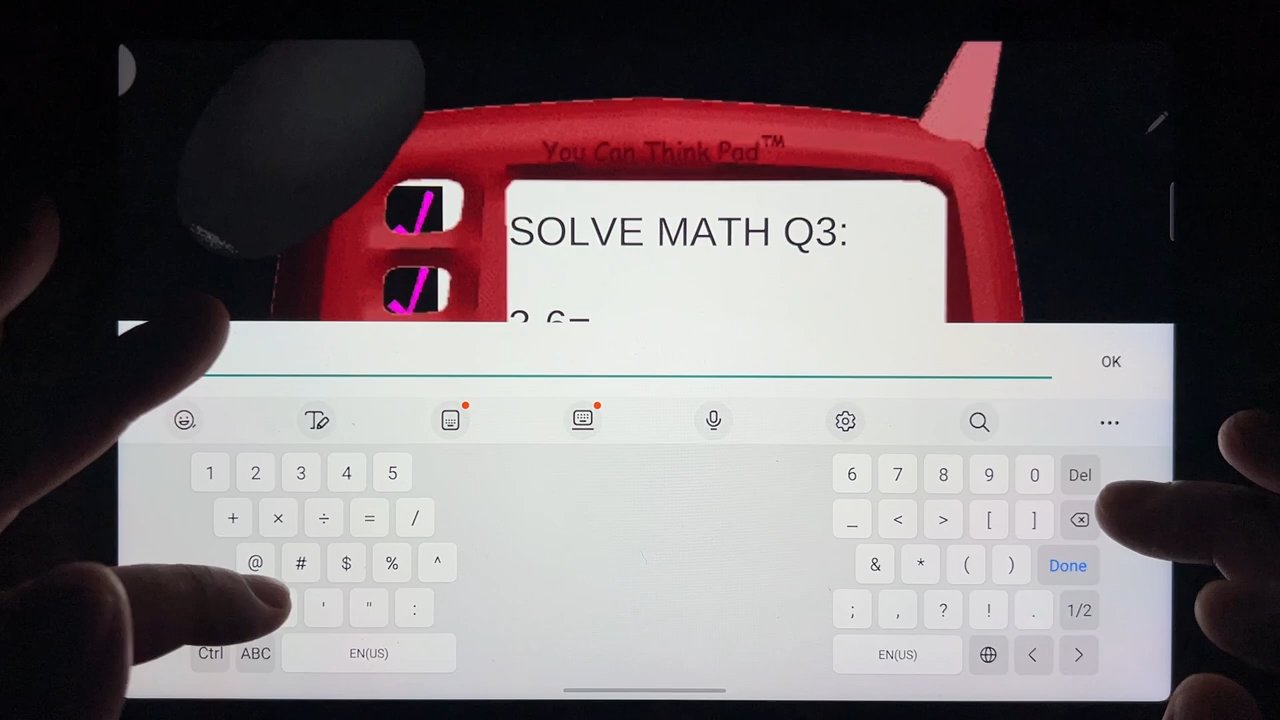 You Can Think Pad™
SOLVE MATH Q3:
OK
1 2 3 4 5 6 7 8 9 0 Del
+ × ÷ = / _ < > [ ]
@ # $ % ^ & * ( ) Done
' " : ; , ? ! . 1/2
Ctrl ABC EN(US) EN(US) < >